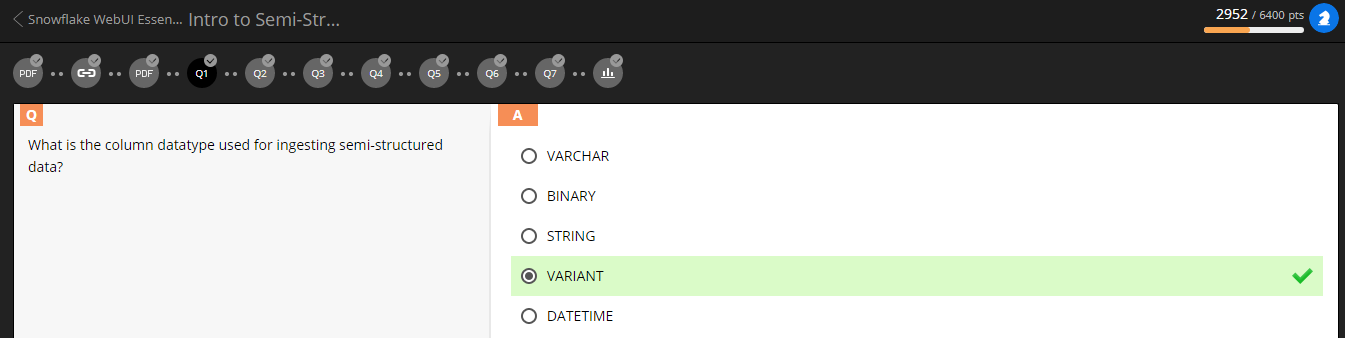 Snowflake WebUI Essen... Intro to Semi-Str...
2952 / 6400 pts
PDF PDF Q1 Q2 Q3 Q4 Q5 Q6 Q7
Q
What is the column datatype used for ingesting semi-structured
data?
A
VARCHAR
BINARY
STRING
VARIANT
DATETIME